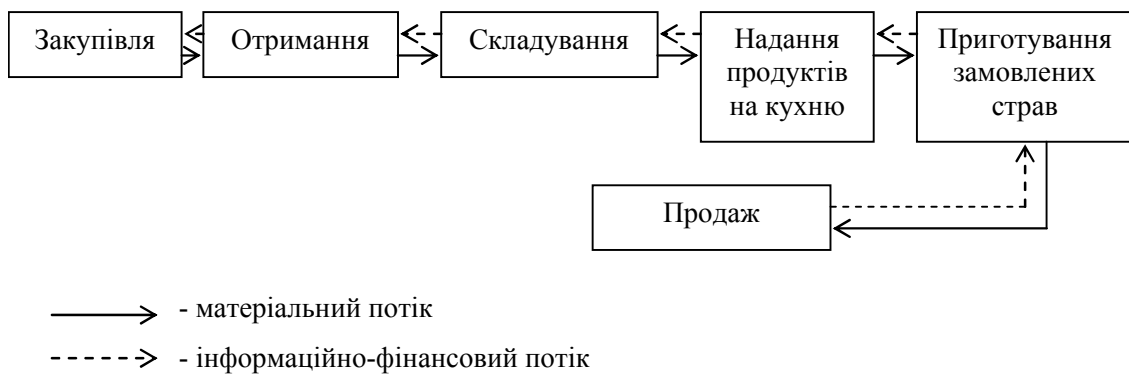 Закупівля
Отримання
Складування
Надання
продуктів
на кухню
Приготування
замовлених
страв
Продаж
- матеріальний потік
- інформаційно-фінансовий потік